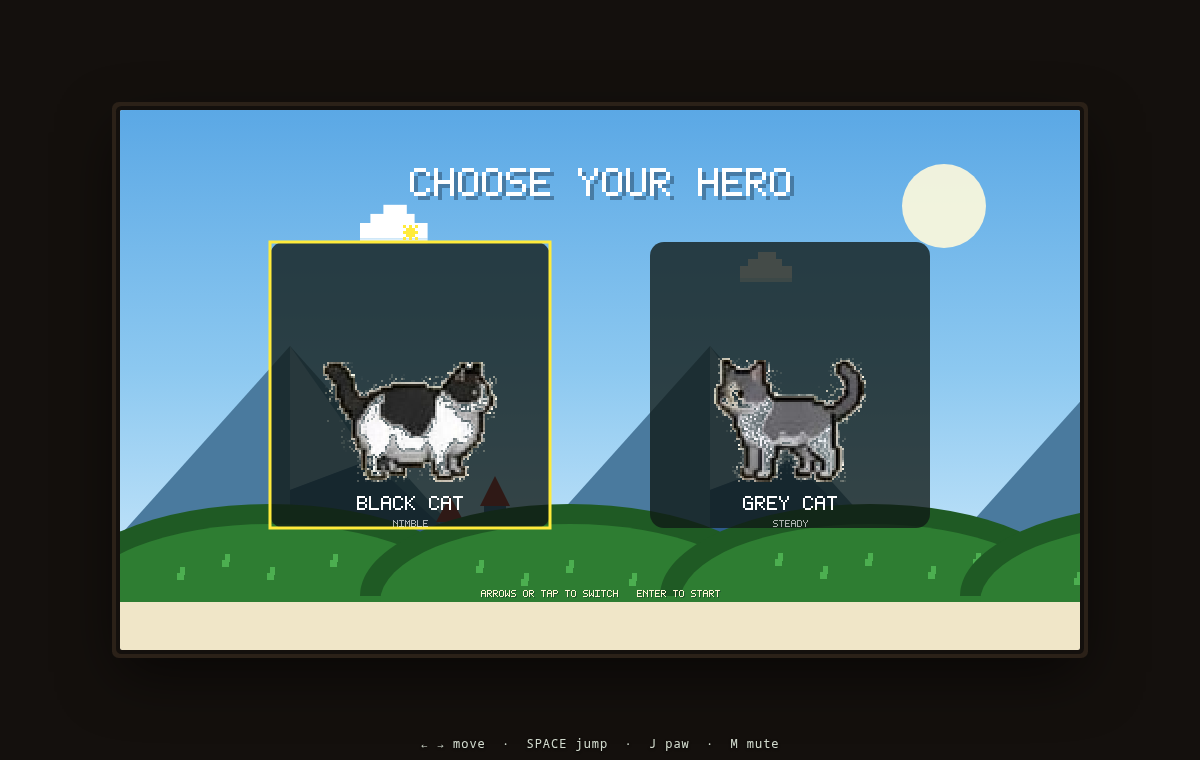 CHOOSE YOUR HERO
BLACK CAT
NIMBLE
GREY CAT
STEADY
ARROWS OR TAP TO SWITCH   ENTER TO START
← → move · SPACE jump · J paw · M mute